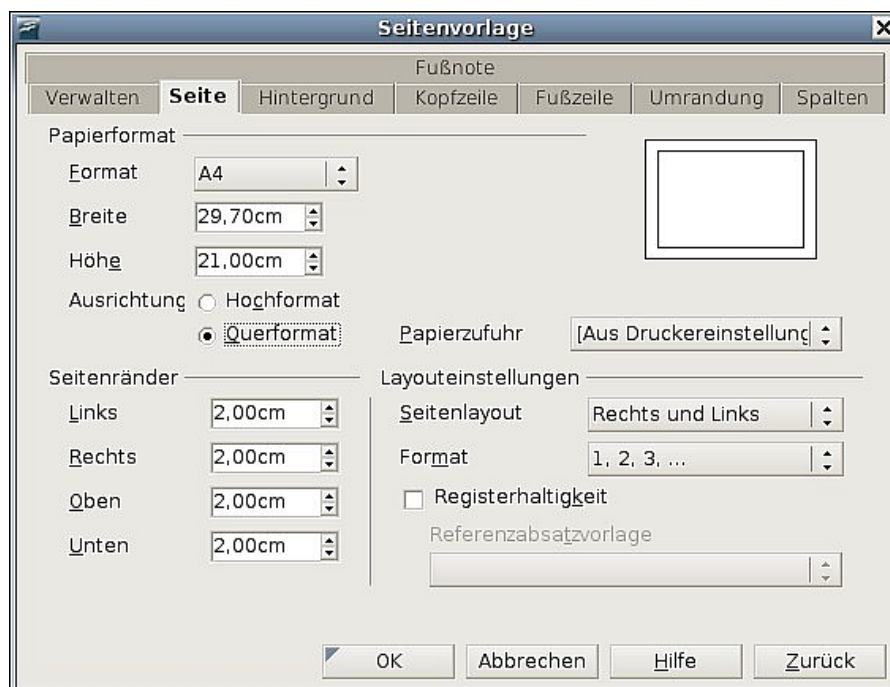 Seitenvorlage
Fußnote
Verwalten Seite Hintergrund Kopfzeile Fußzeile Umrandung Spalten
Papierformat
Format A4
Breite 29,70cm
Höhe 21,00cm
Ausrichtung Hochformat
Querformat Papierzufuhr [Aus Druckereinstellung
Seitenränder Layouteinstellungen
Links 2,00cm Seitenlayout Rechts und Links
Rechts 2,00cm Format 1, 2, 3, ...
Oben 2,00cm Registerhaltigkeit
Referenzabsatzvorlage
Unten 2,00cm
OK Abbrechen Hilfe Zurück